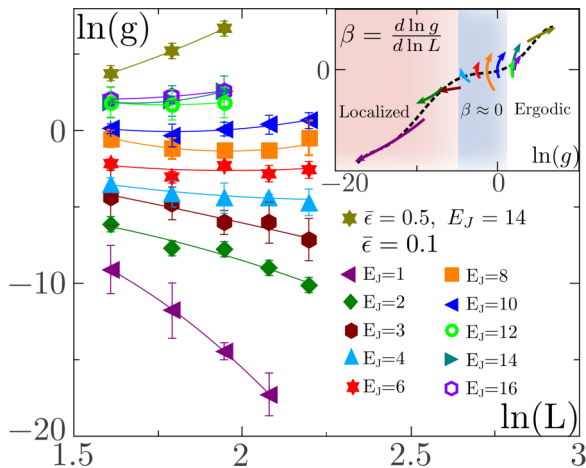 ln(g)
0
−10
−20
1.5
2
2.5
3
ln(L)
β = d ln g / d ln L
0
Localized
β ≈ 0
Ergodic
ln(g)
−20
0
ε̄ = 0.5, E_J = 14
ε̄ = 0.1
E_J=1
E_J=8
E_J=2
E_J=10
E_J=3
E_J=12
E_J=4
E_J=14
E_J=6
E_J=16